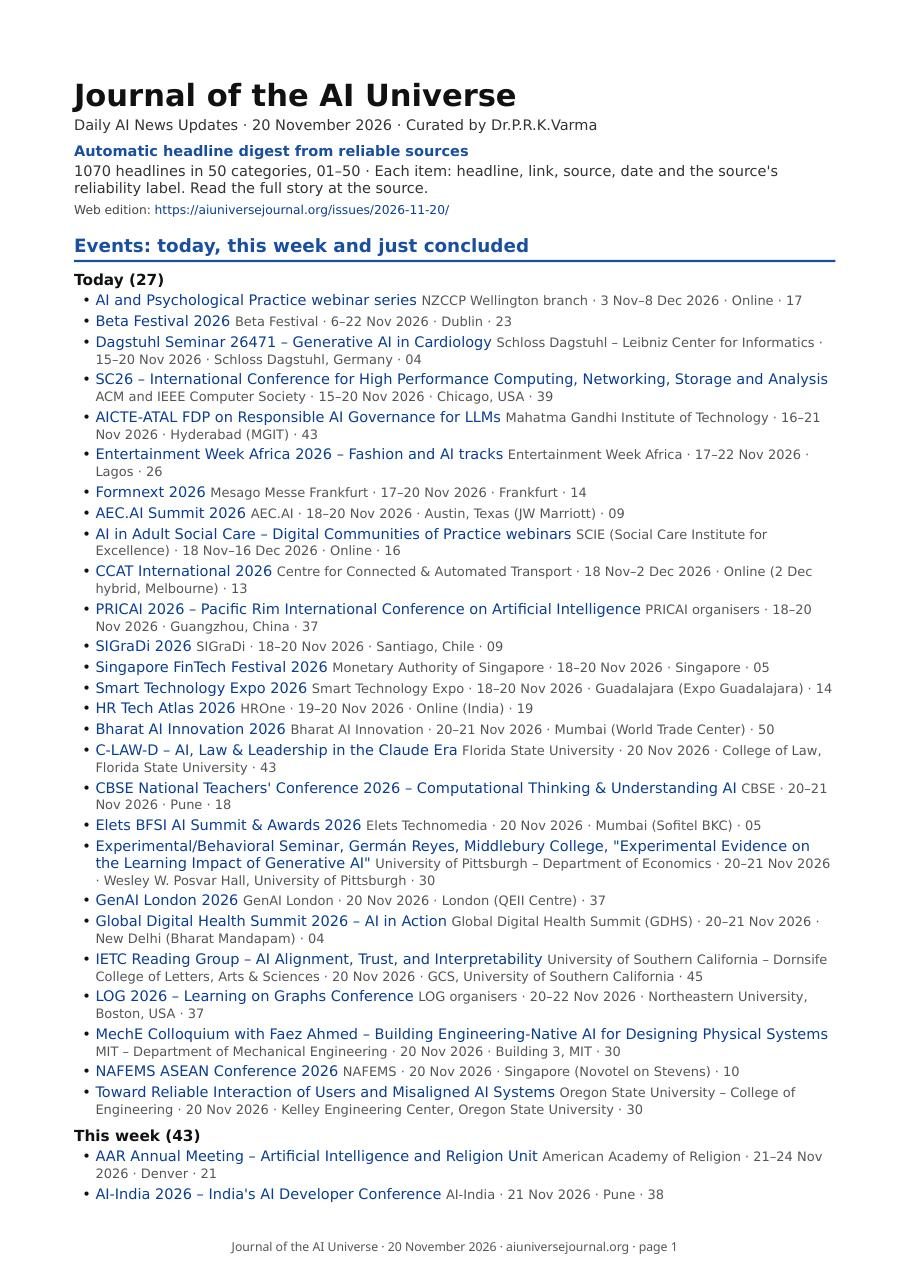 Journal of the AI Universe
Daily AI News Updates · 20 November 2026 · Curated by Dr.P.R.K.Varma
Automatic headline digest from reliable sources
1070 headlines in 50 categories, 01–50 · Each item: headline, link, source, date and the source's
reliability label. Read the full story at the source.
Web edition: https://aiuniversejournal.org/issues/2026-11-20/
Events: today, this week and just concluded
Today (27)
• AI and Psychological Practice webinar series NZCCP Wellington branch · 3 Nov–8 Dec 2026 · Online · 17
• Beta Festival 2026 Beta Festival · 6–22 Nov 2026 · Dublin · 23
• Dagstuhl Seminar 26471 – Generative AI in Cardiology Schloss Dagstuhl – Leibniz Center for Informatics ·
15–20 Nov 2026 · Schloss Dagstuhl, Germany · 04
• SC26 – International Conference for High Performance Computing, Networking, Storage and Analysis
ACM and IEEE Computer Society · 15–20 Nov 2026 · Chicago, USA · 39
• AICTE-ATAL FDP on Responsible AI Governance for LLMs Mahatma Gandhi Institute of Technology · 16–21
Nov 2026 · Hyderabad (MGIT) · 43
• Entertainment Week Africa 2026 – Fashion and AI tracks Entertainment Week Africa · 17–22 Nov 2026 ·
Lagos · 26
• Formnext 2026 Mesago Messe Frankfurt · 17–20 Nov 2026 · Frankfurt · 14
• AEC.AI Summit 2026 AEC.AI · 18–20 Nov 2026 · Austin, Texas (JW Marriott) · 09
• AI in Adult Social Care – Digital Communities of Practice webinars SCIE (Social Care Institute for
Excellence) · 18 Nov–16 Dec 2026 · Online · 16
• CCAT International 2026 Centre for Connected & Automated Transport · 18 Nov–2 Dec 2026 · Online (2 Dec
hybrid, Melbourne) · 13
• PRICAI 2026 – Pacific Rim International Conference on Artificial Intelligence PRICAI organisers · 18–20
Nov 2026 · Guangzhou, China · 37
• SIGraDi 2026 SIGraDi · 18–20 Nov 2026 · Santiago, Chile · 09
• Singapore FinTech Festival 2026 Monetary Authority of Singapore · 18–20 Nov 2026 · Singapore · 05
• Smart Technology Expo 2026 Smart Technology Expo · 18–20 Nov 2026 · Guadalajara (Expo Guadalajara) · 14
• HR Tech Atlas 2026 HROne · 19–20 Nov 2026 · Online (India) · 19
• Bharat AI Innovation 2026 Bharat AI Innovation · 20–21 Nov 2026 · Mumbai (World Trade Center) · 50
• C-LAW-D – AI, Law & Leadership in the Claude Era Florida State University · 20 Nov 2026 · College of Law,
Florida State University · 43
• CBSE National Teachers' Conference 2026 – Computational Thinking & Understanding AI CBSE · 20–21
Nov 2026 · Pune · 18
• Elets BFSI AI Summit & Awards 2026 Elets Technomedia · 20 Nov 2026 · Mumbai (Sofitel BKC) · 05
• Experimental/Behavioral Seminar, Germán Reyes, Middlebury College, "Experimental Evidence on
the Learning Impact of Generative AI" University of Pittsburgh – Department of Economics · 20–21 Nov 2026
· Wesley W. Posvar Hall, University of Pittsburgh · 30
• GenAI London 2026 GenAI London · 20 Nov 2026 · London (QEII Centre) · 37
• Global Digital Health Summit 2026 – AI in Action Global Digital Health Summit (GDHS) · 20–21 Nov 2026 ·
New Delhi (Bharat Mandapam) · 04
• IETC Reading Group – AI Alignment, Trust, and Interpretability University of Southern California – Dornsife
College of Letters, Arts & Sciences · 20 Nov 2026 · GCS, University of Southern California · 45
• LOG 2026 – Learning on Graphs Conference LOG organisers · 20–22 Nov 2026 · Northeastern University,
Boston, USA · 37
• MechE Colloquium with Faez Ahmed – Building Engineering-Native AI for Designing Physical Systems
MIT – Department of Mechanical Engineering · 20 Nov 2026 · Building 3, MIT · 30
• NAFEMS ASEAN Conference 2026 NAFEMS · 20 Nov 2026 · Singapore (Novotel on Stevens) · 10
• Toward Reliable Interaction of Users and Misaligned AI Systems Oregon State University – College of
Engineering · 20 Nov 2026 · Kelley Engineering Center, Oregon State University · 30
This week (43)
• AAR Annual Meeting – Artificial Intelligence and Religion Unit American Academy of Religion · 21–24 Nov
2026 · Denver · 21
• AI-India 2026 – India's AI Developer Conference AI-India · 21 Nov 2026 · Pune · 38
Journal of the AI Universe · 20 November 2026 · aiuniversejournal.org · page 1